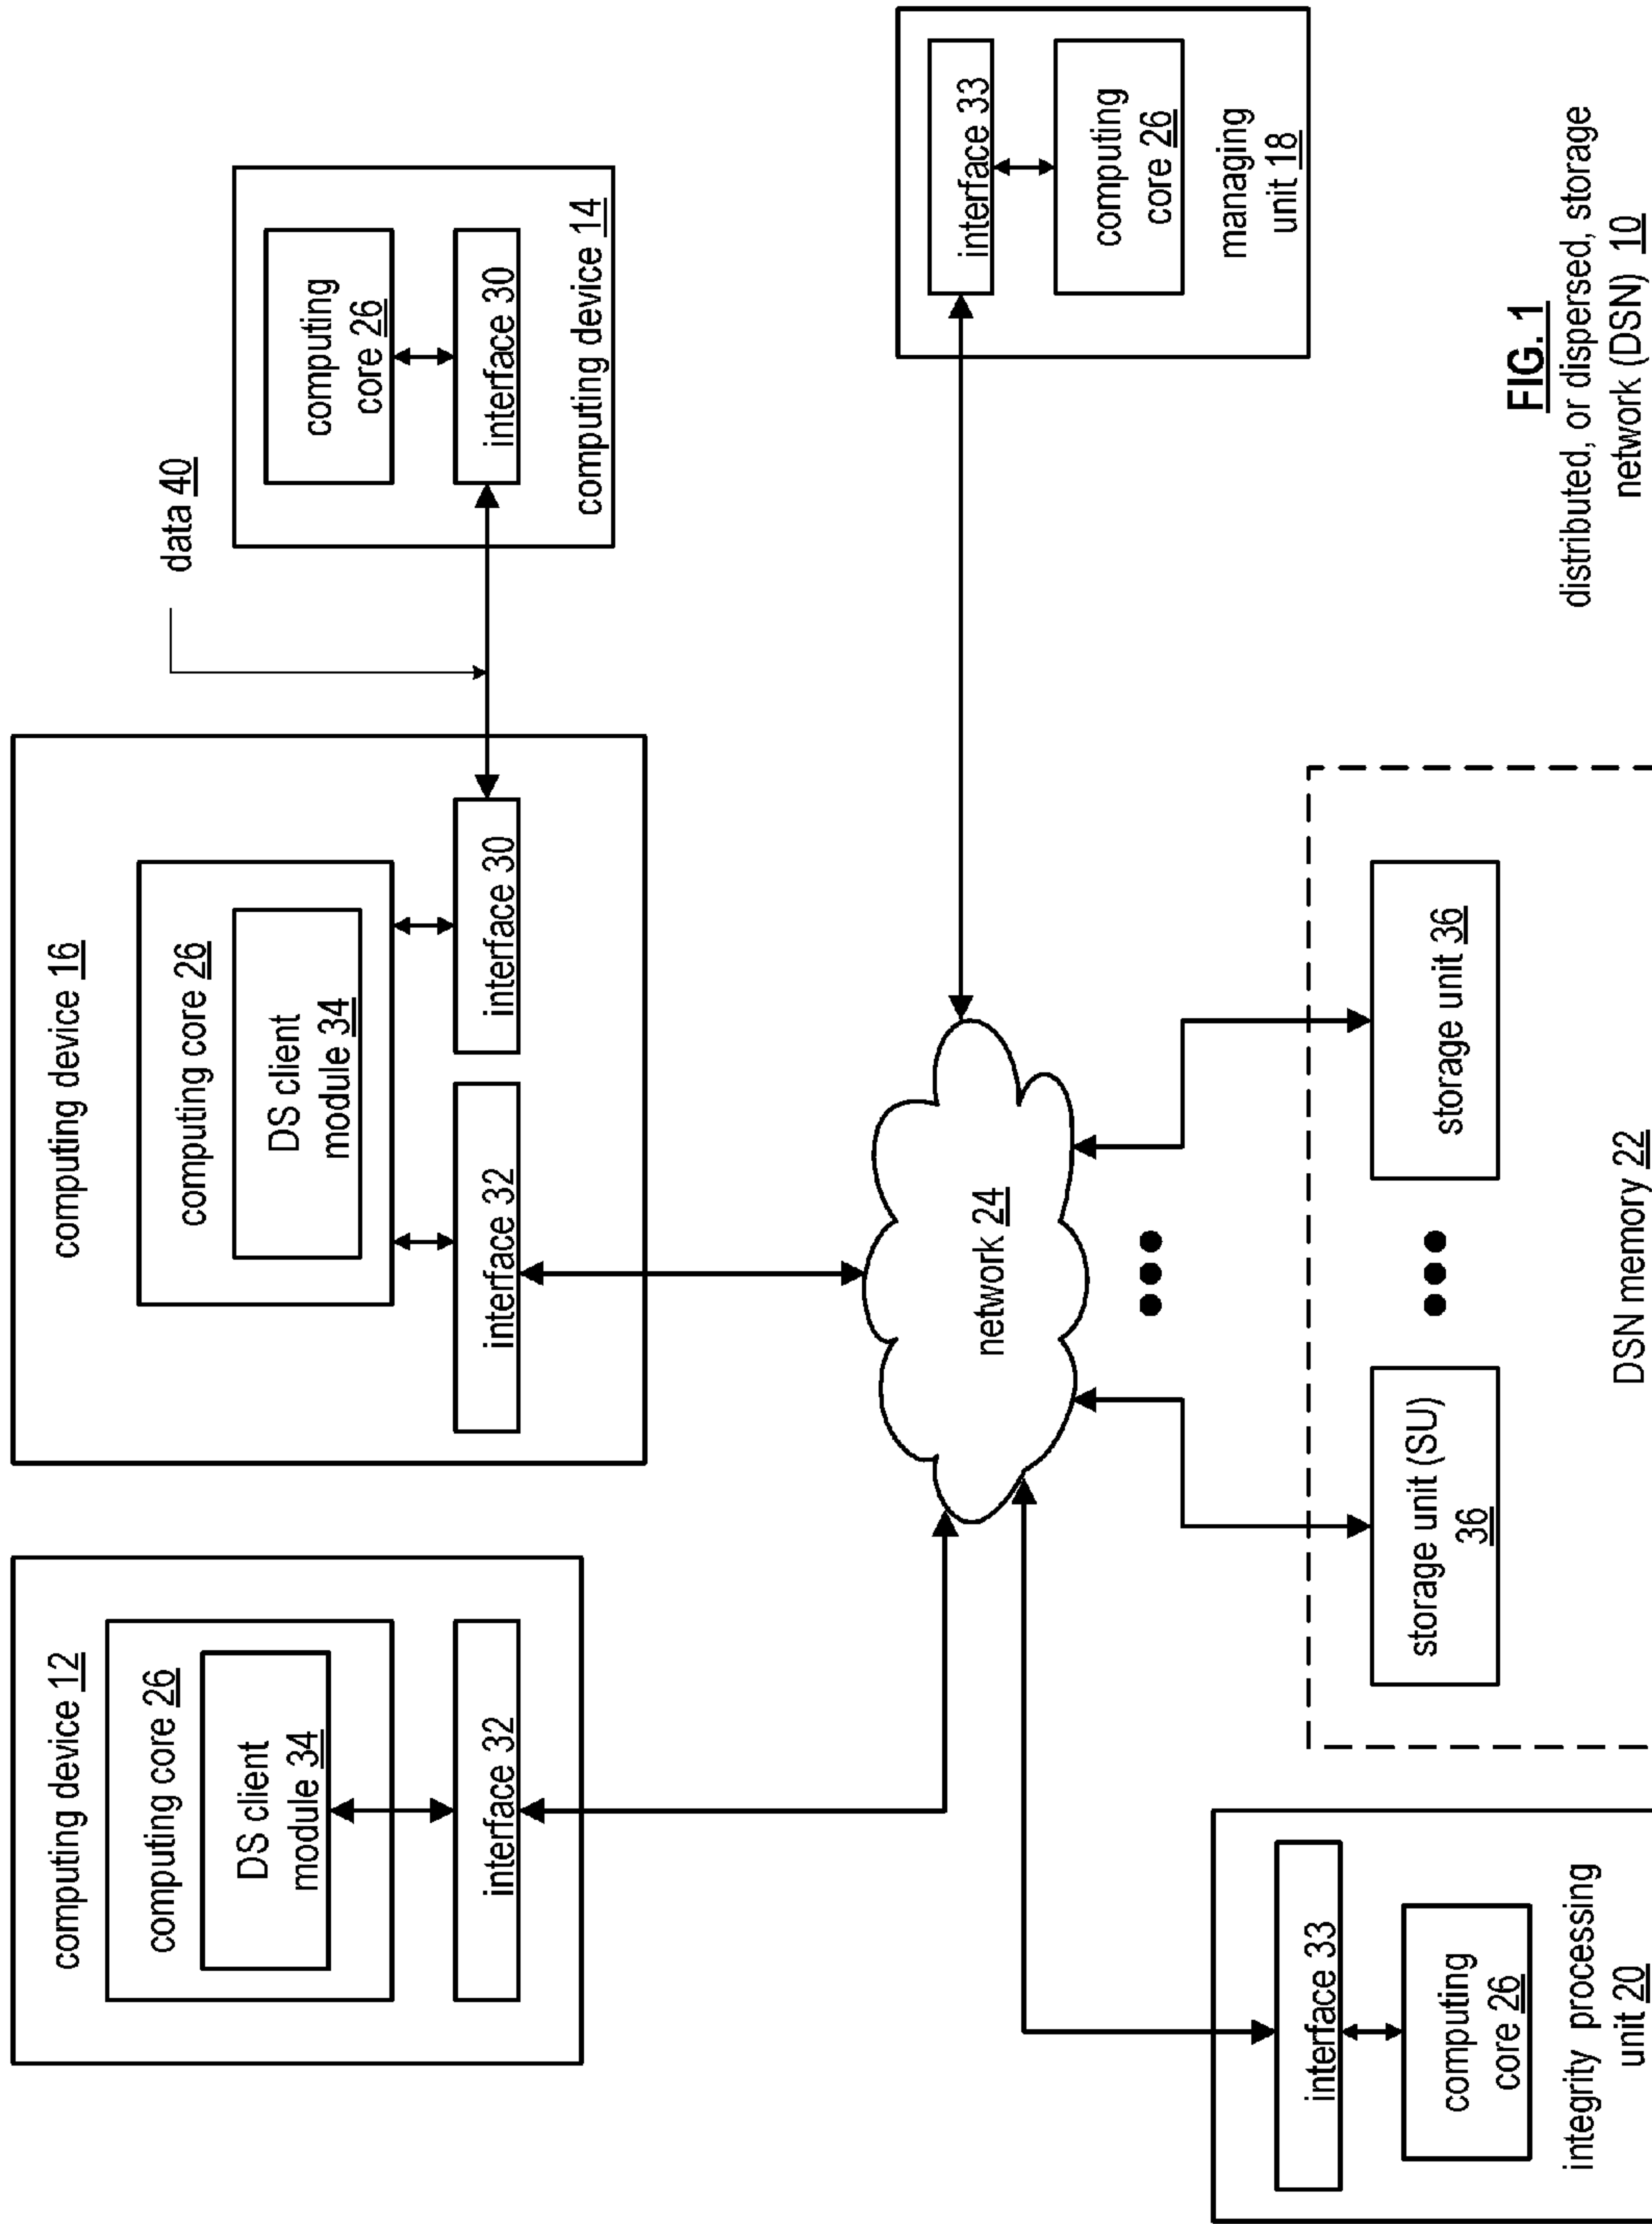 computing device 12
computing core 26
DS client
module 34
interface 32
computing device 16
computing core 26
DS client
module 34
interface 32
interface 30
data 40
computing
core 26
interface 30
computing device 14
network 24
interface 33
computing
core 26
managing
unit 18
interface 33
computing
core 26
integrity processing
unit 20
storage unit (SU)
36
storage unit 36
DSN memory 22
FIG. 1
distributed, or dispersed, storage
network (DSN) 10